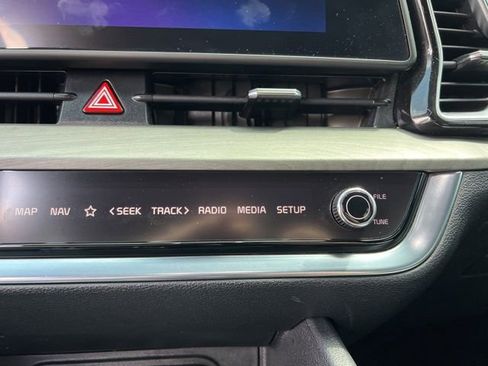 MAP NAV ☆ < SEEK TRACK > RADIO MEDIA SETUP
FILE
TUNE